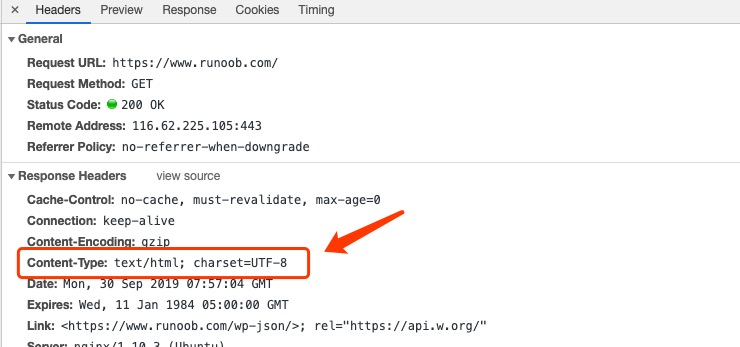 × Headers Preview Response Cookies Timing
▼ General
Request URL: https://www.runoob.com/
Request Method: GET
Status Code: 200 OK
Remote Address: 116.62.225.105:443
Referrer Policy: no-referrer-when-downgrade
▼ Response Headers view source
Cache-Control: no-cache, must-revalidate, max-age=0
Connection: keep-alive
Content-Encoding: gzip
Content-Type: text/html; charset=UTF-8
Date: Mon, 30 Sep 2019 07:57:04 GMT
Expires: Wed, 11 Jan 1984 05:00:00 GMT
Link: <https://www.runoob.com/wp-json/>; rel="https://api.w.org/"
Server: nginx/1.10.3 (Ubuntu)